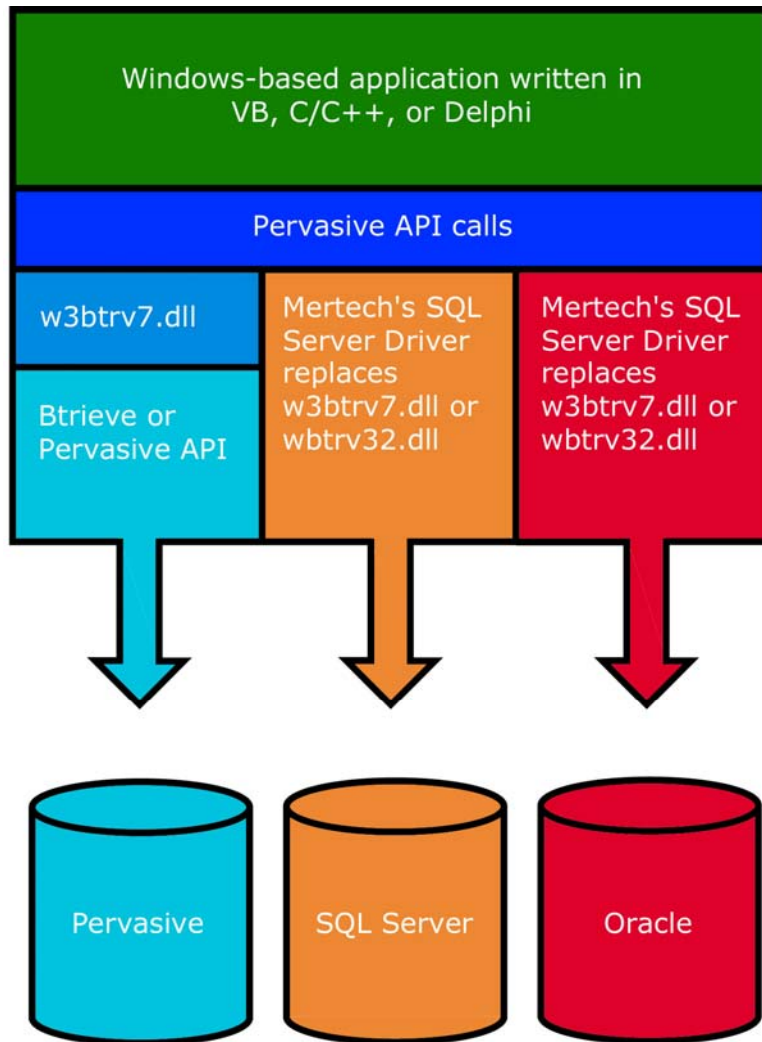 Windows-based application written in
VB, C/C++, or Delphi
Pervasive API calls
w3btrv7.dll
Btrieve or
Pervasive API
Mertech's SQL
Server Driver
replaces
w3btrv7.dll or
wbtrv32.dll
Mertech's SQL
Server Driver
replaces
w3btrv7.dll or
wbtrv32.dll
Pervasive
SQL Server
Oracle